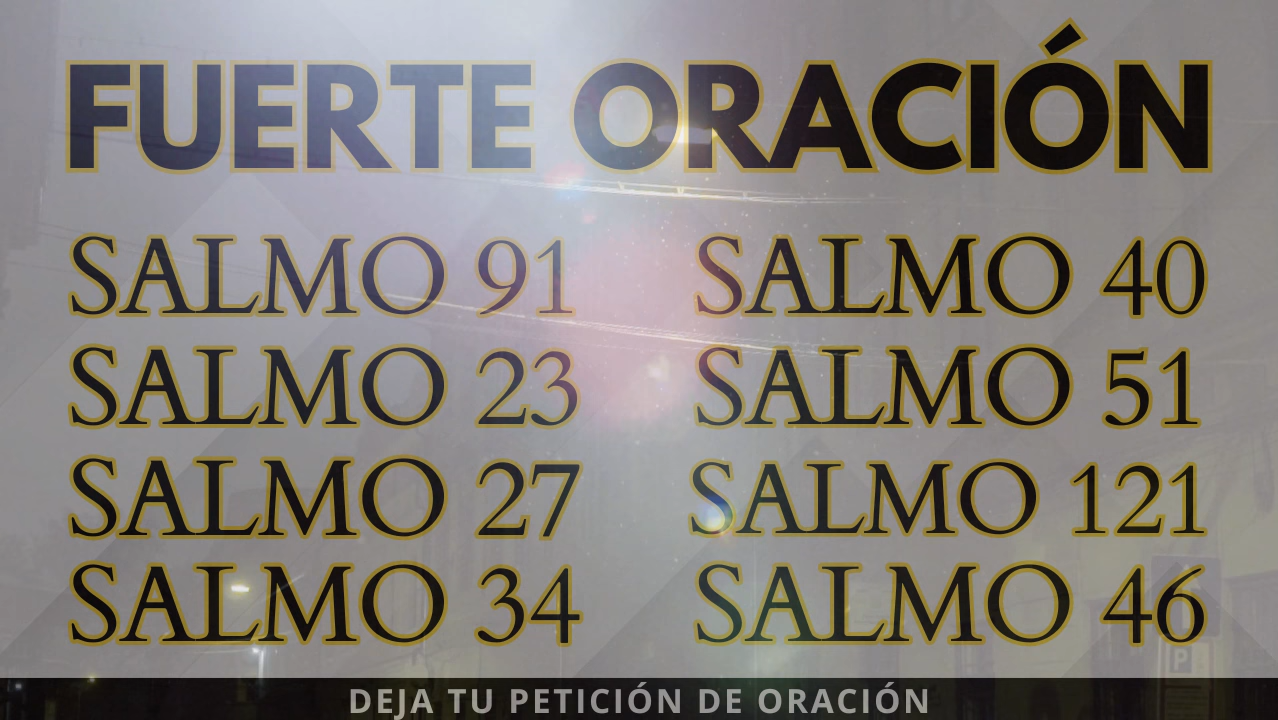 FUERTE ORACIÓN
SALMO 91
SALMO 23
SALMO 27
SALMO 34
SALMO 40
SALMO 51
SALMO 121
SALMO 46
P
DEJA TU PETICIÓN DE ORACIÓN